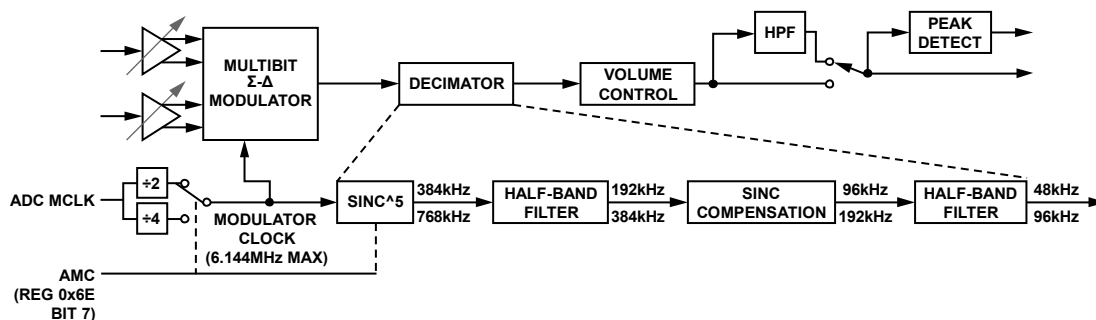 HPF
PEAK
DETECT
MULTIBIT
Σ-Δ
MODULATOR
DECIMATOR
VOLUME
CONTROL
ADC MCLK
÷2
÷4
MODULATOR
CLOCK
(6.144MHz MAX)
SINC^5
384kHz
768kHz
HALF-BAND
FILTER
192kHz
384kHz
SINC
COMPENSATION
96kHz
192kHz
HALF-BAND
FILTER
48kHz
96kHz
AMC
(REG 0x6E
BIT 7)